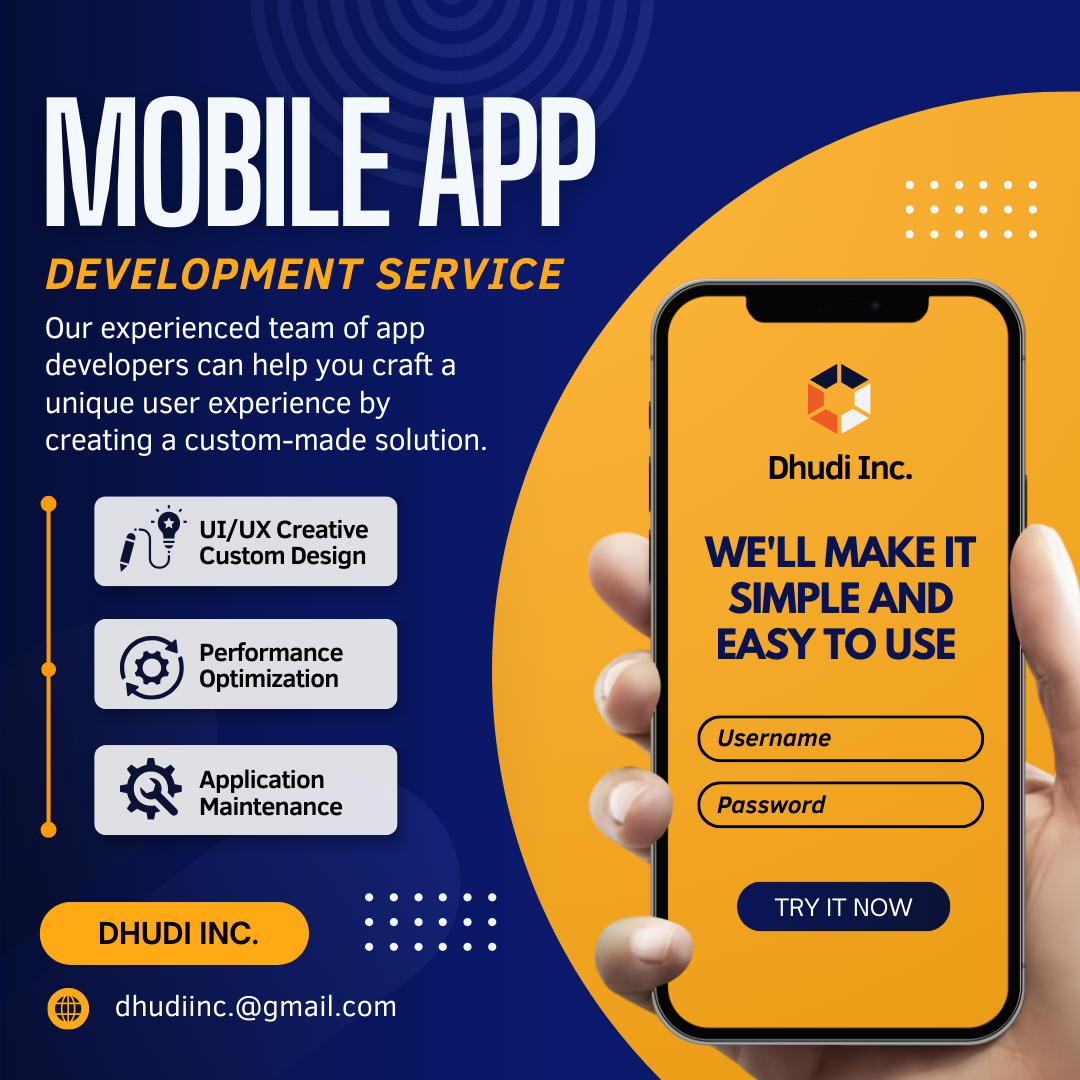 MOBILE APP
DEVELOPMENT SERVICE
Our experienced team of app
developers can help you craft a
unique user experience by
creating a custom-made solution.
UI/UX Creative
Custom Design
Performance
Optimization
Application
Maintenance
DHUDI INC.
dhudiinc.@gmail.com
Dhudi Inc.
WE'LL MAKE IT
SIMPLE AND
EASY TO USE
Username
Password
TRY IT NOW